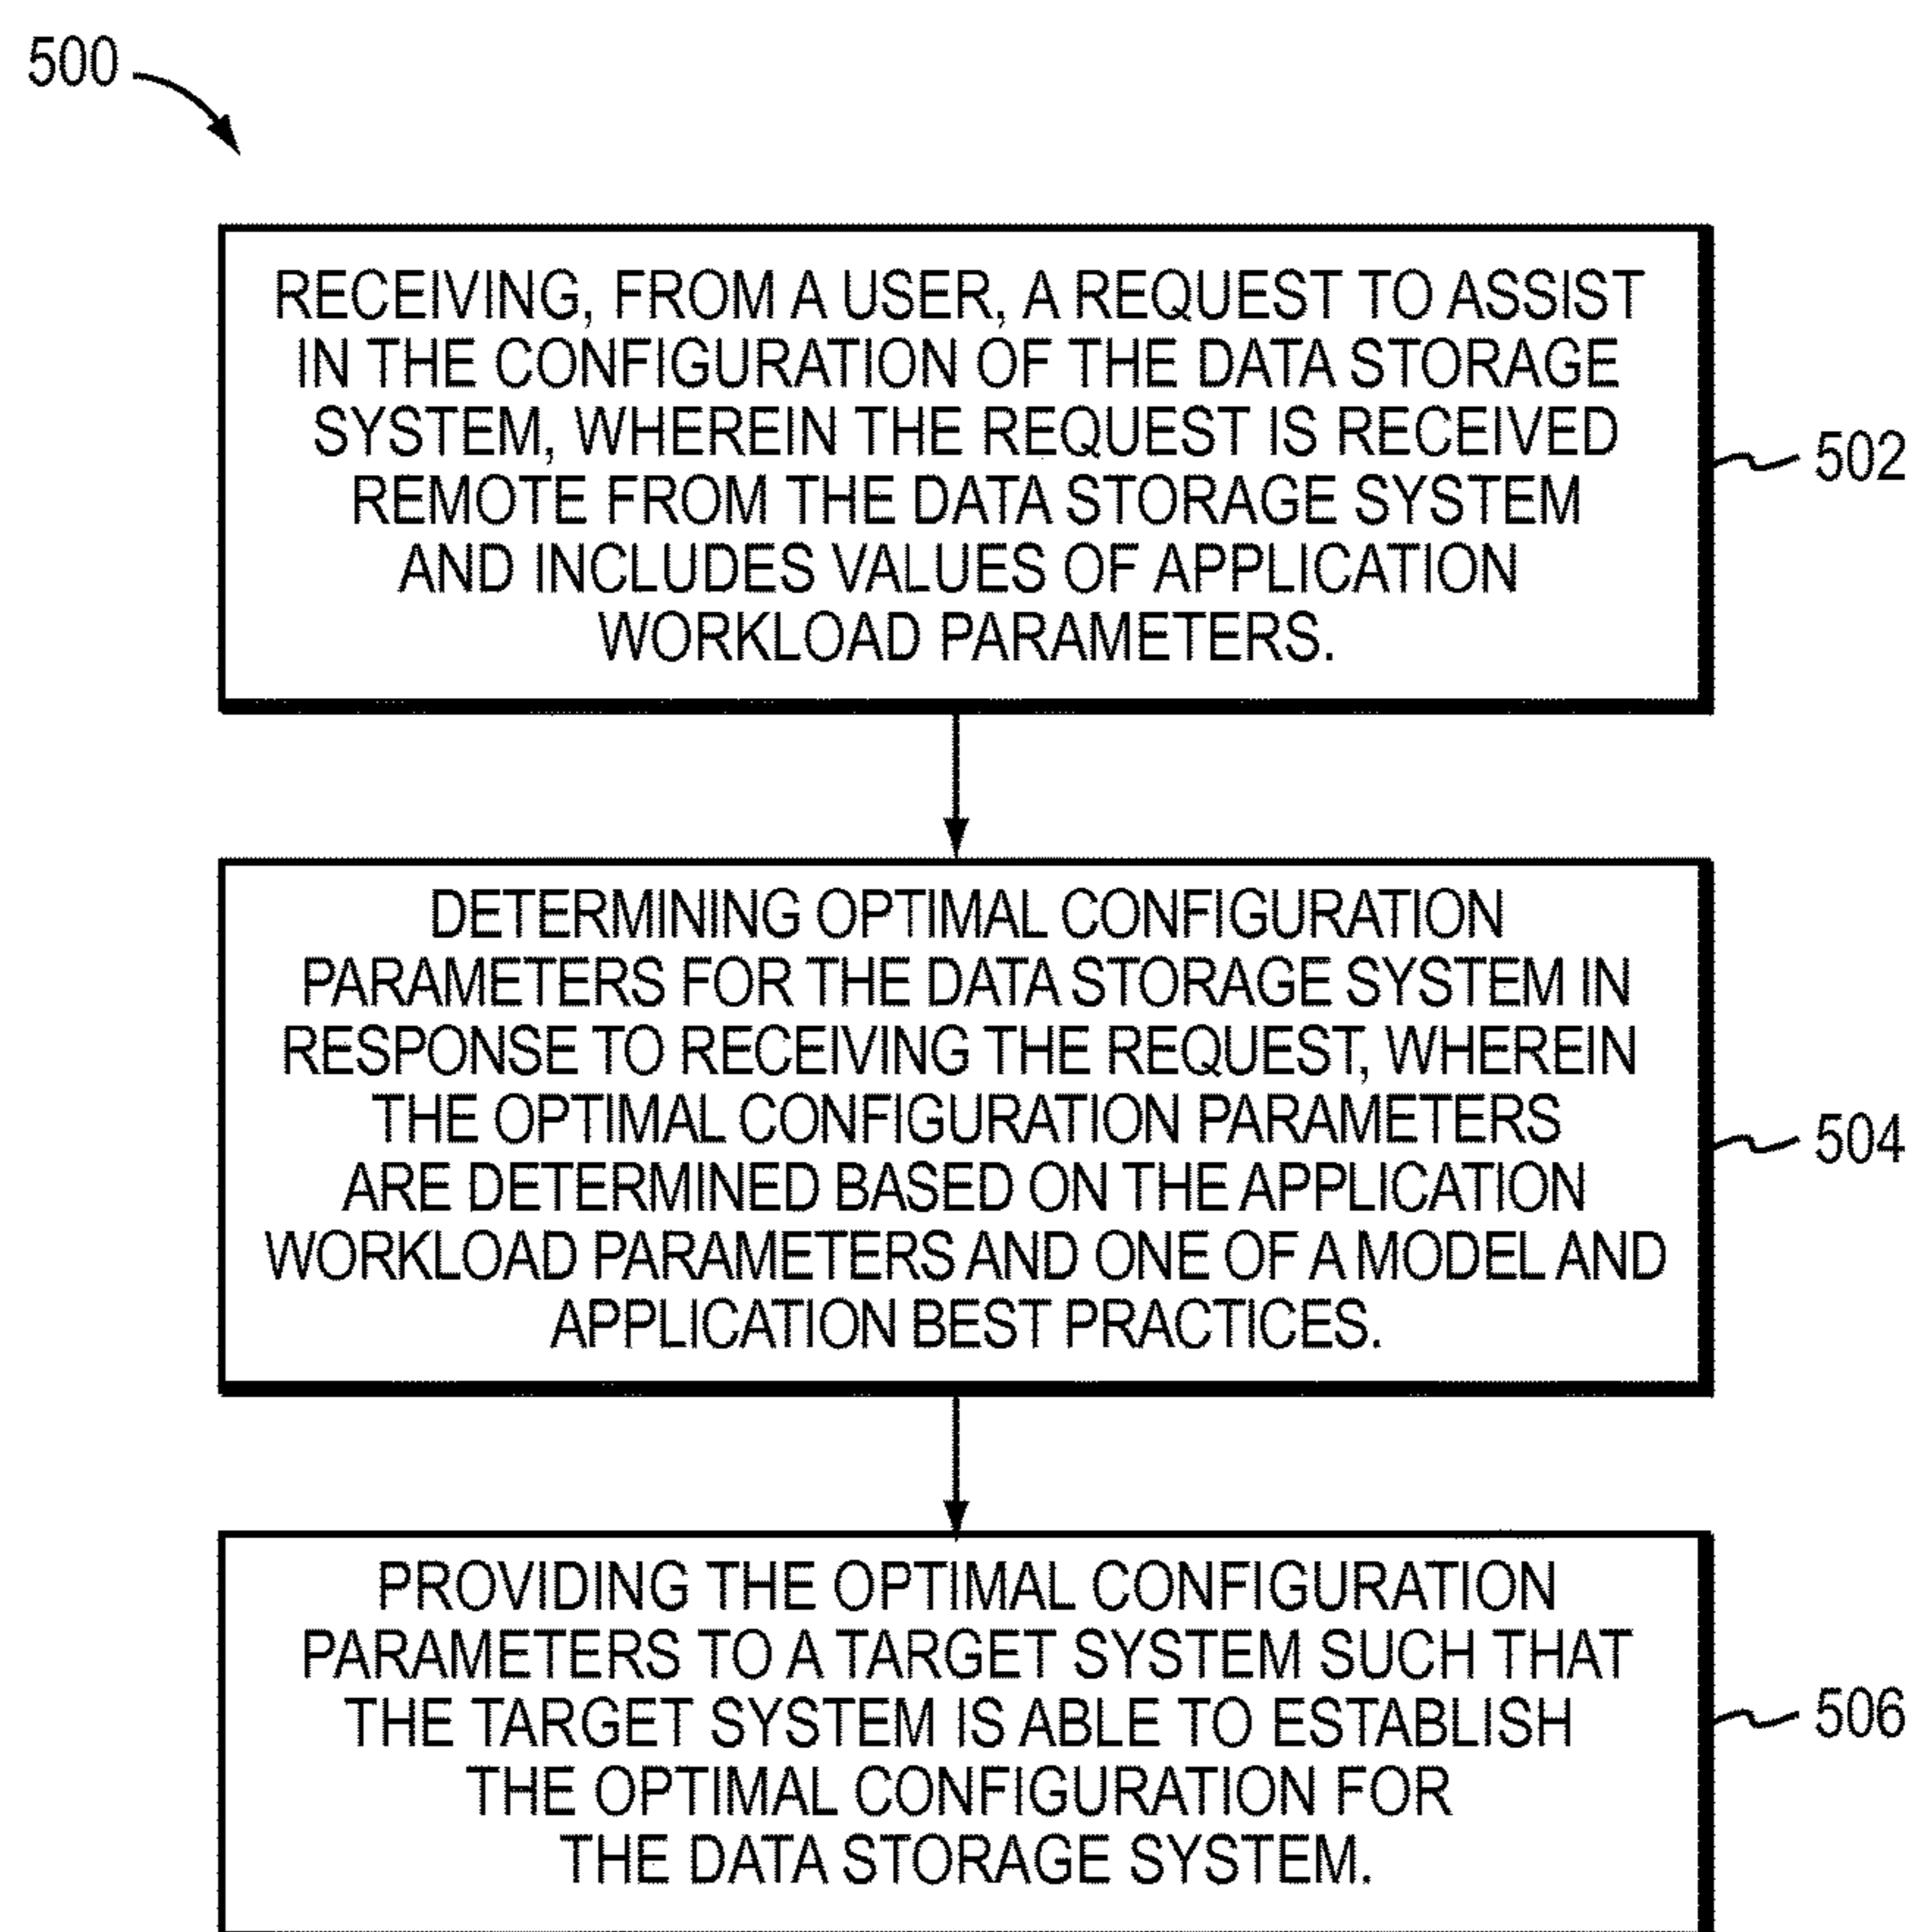 500
RECEIVING, FROM A USER, A REQUEST TO ASSIST
IN THE CONFIGURATION OF THE DATA STORAGE
SYSTEM, WHEREIN THE REQUEST IS RECEIVED
REMOTE FROM THE DATA STORAGE SYSTEM
AND INCLUDES VALUES OF APPLICATION
WORKLOAD PARAMETERS.
502
DETERMINING OPTIMAL CONFIGURATION
PARAMETERS FOR THE DATA STORAGE SYSTEM IN
RESPONSE TO RECEIVING THE REQUEST, WHEREIN
THE OPTIMAL CONFIGURATION PARAMETERS
ARE DETERMINED BASED ON THE APPLICATION
WORKLOAD PARAMETERS AND ONE OF A MODEL AND
APPLICATION BEST PRACTICES.
504
PROVIDING THE OPTIMAL CONFIGURATION
PARAMETERS TO A TARGET SYSTEM SUCH THAT
THE TARGET SYSTEM IS ABLE TO ESTABLISH
THE OPTIMAL CONFIGURATION FOR
THE DATA STORAGE SYSTEM.
506